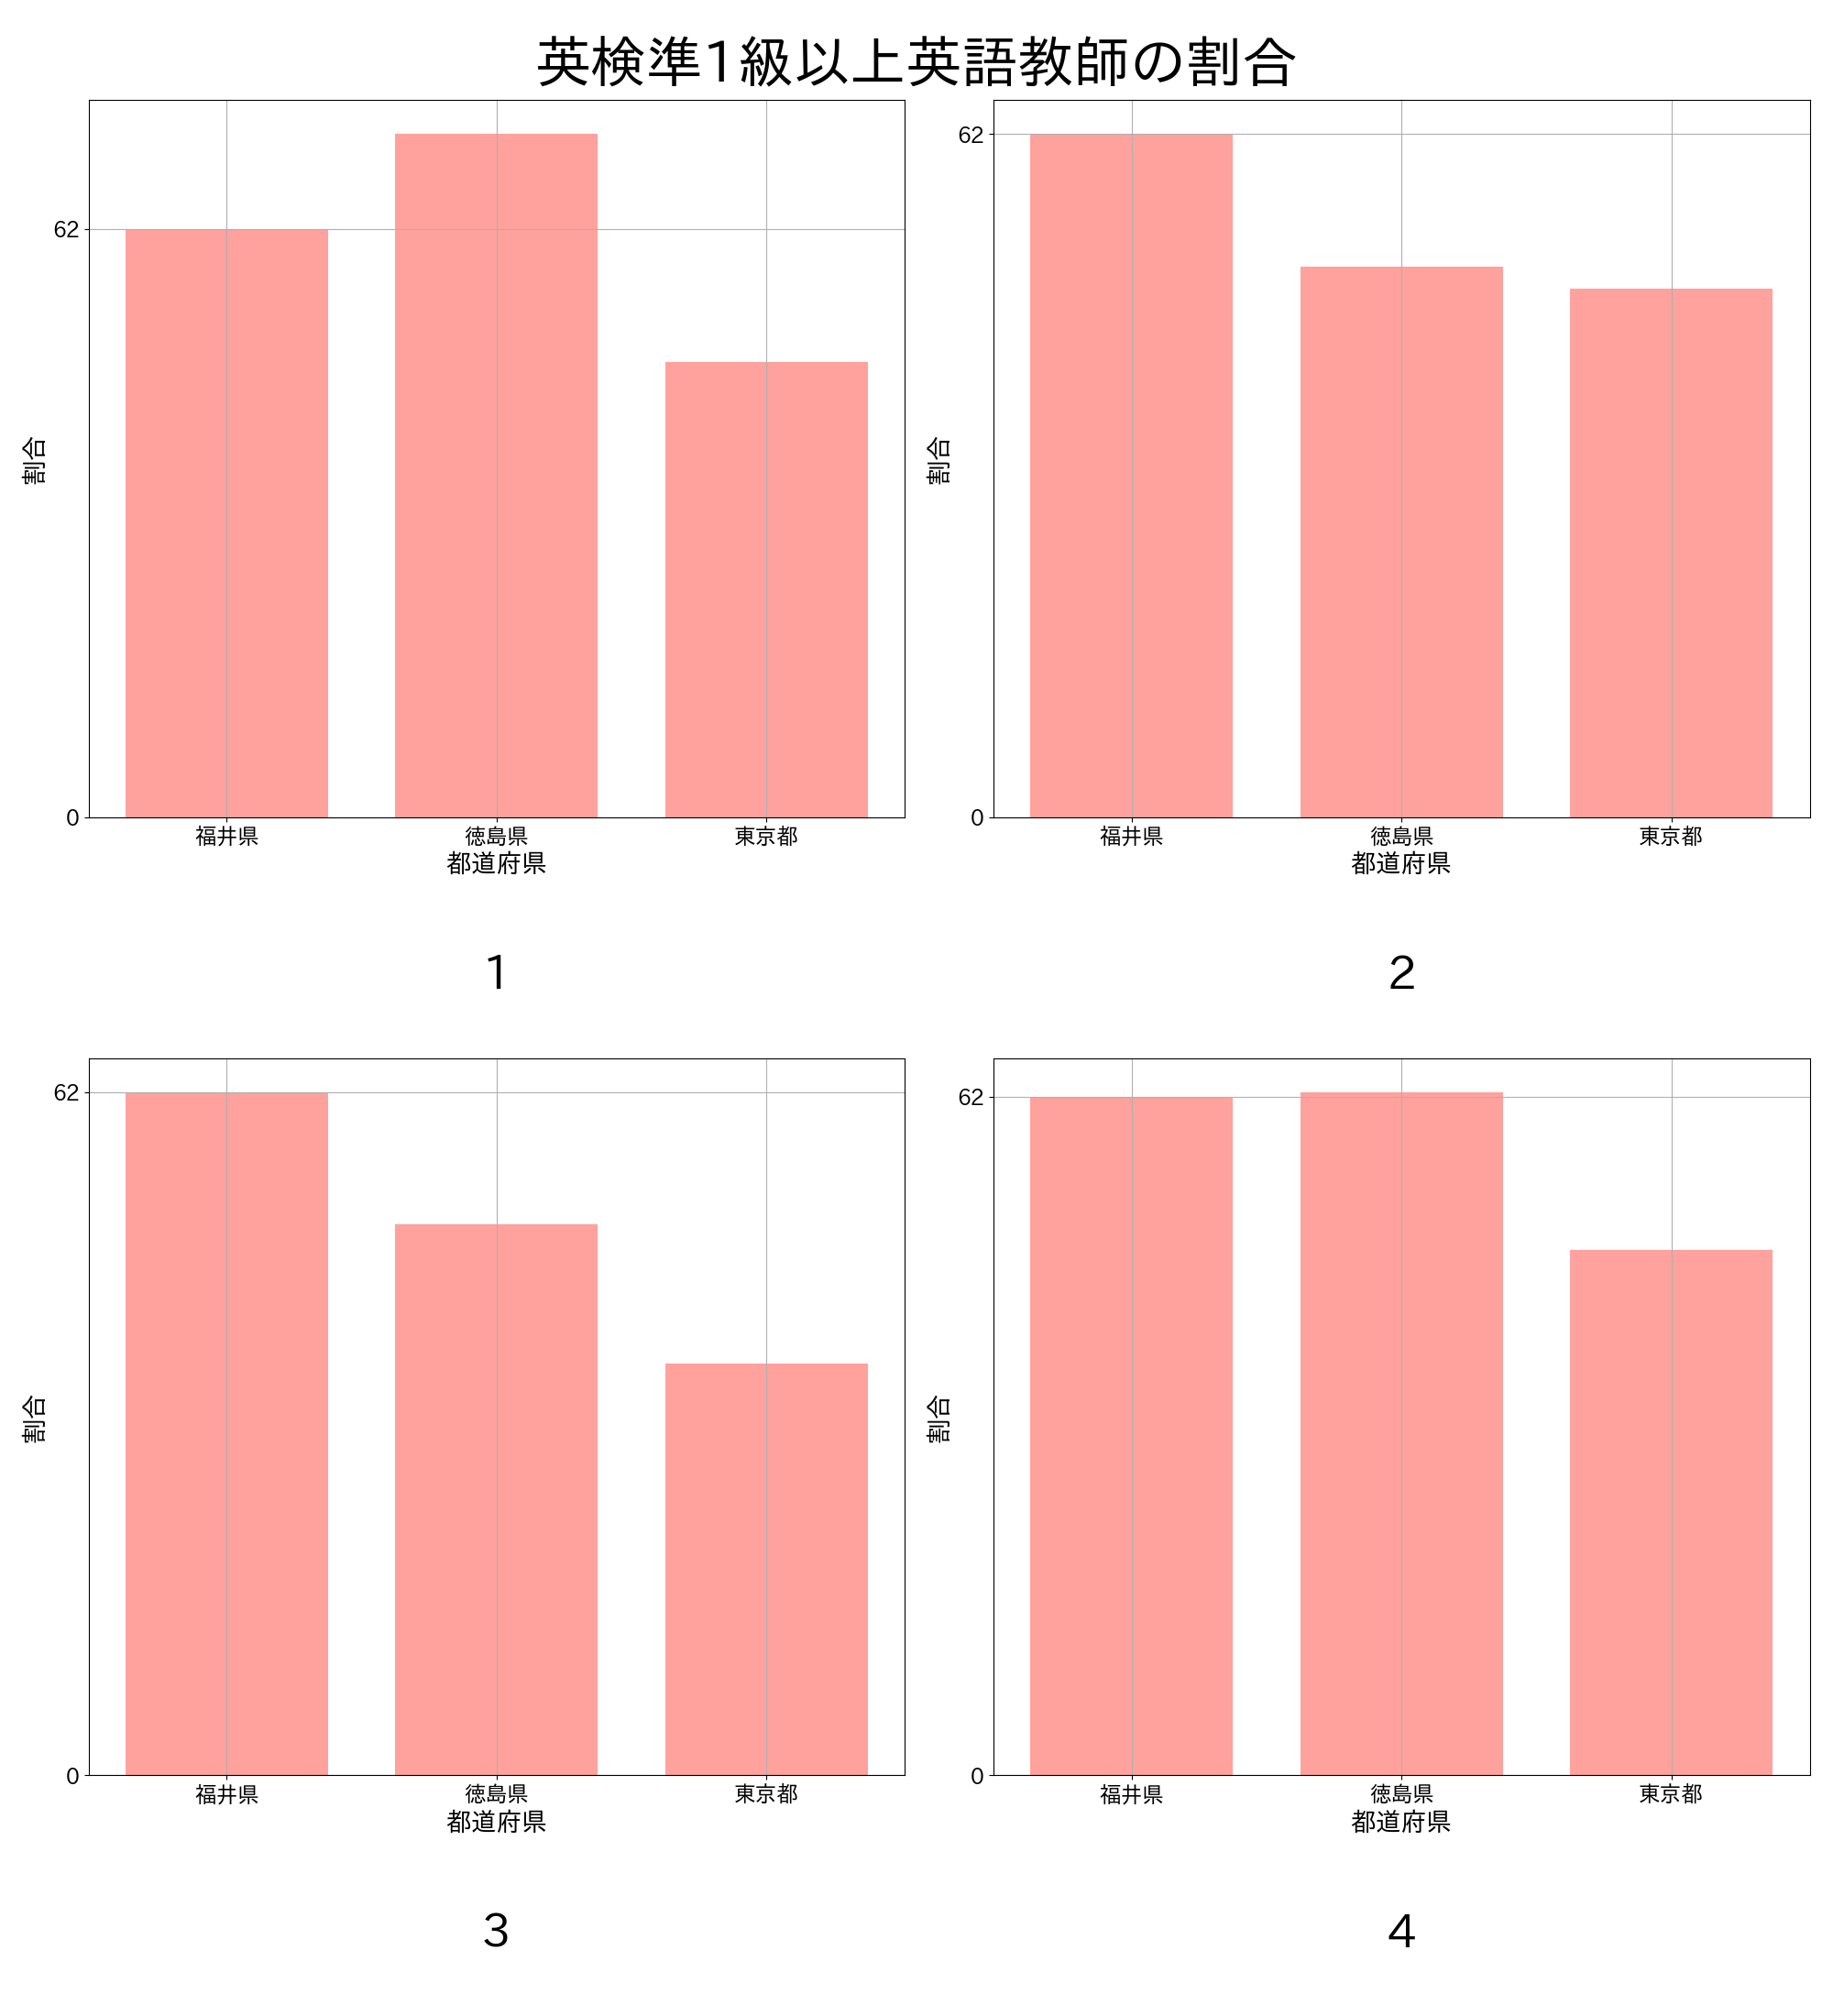 英検準1級以上英語教師の割合
62
0
割合
福井県
徳島県
東京都
都道府県
1
62
0
割合
福井県
徳島県
東京都
都道府県
2
62
0
割合
福井県
徳島県
東京都
都道府県
3
62
0
割合
福井県
徳島県
東京都
都道府県
4